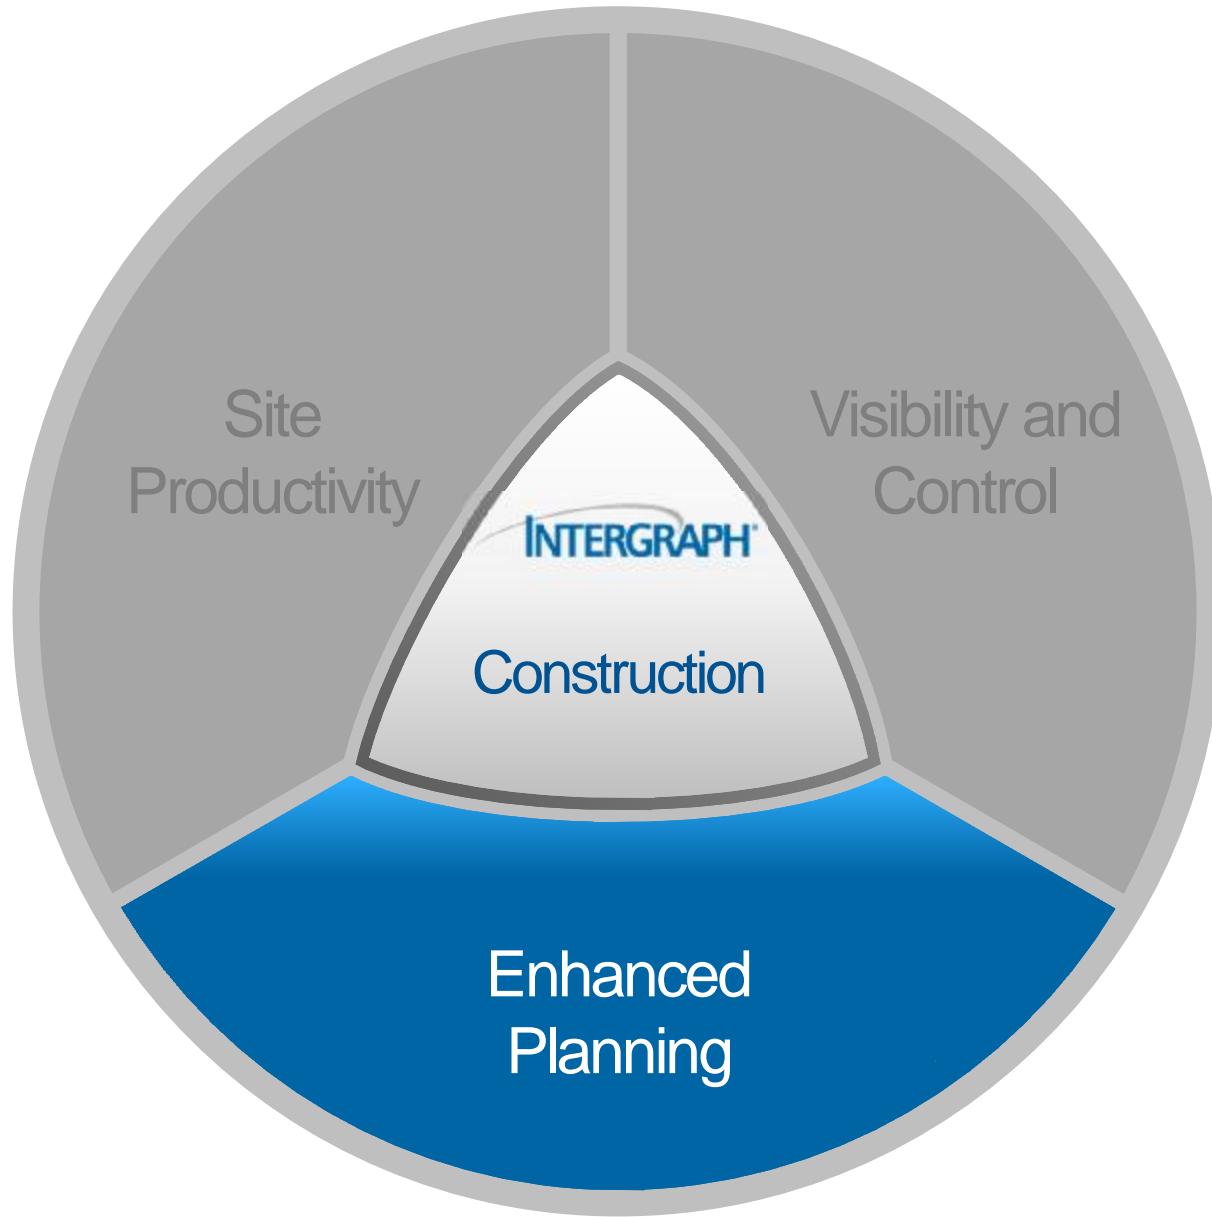 Site
Productivity
Visibility and
Control
INTERGRAPH®
Construction
Enhanced
Planning